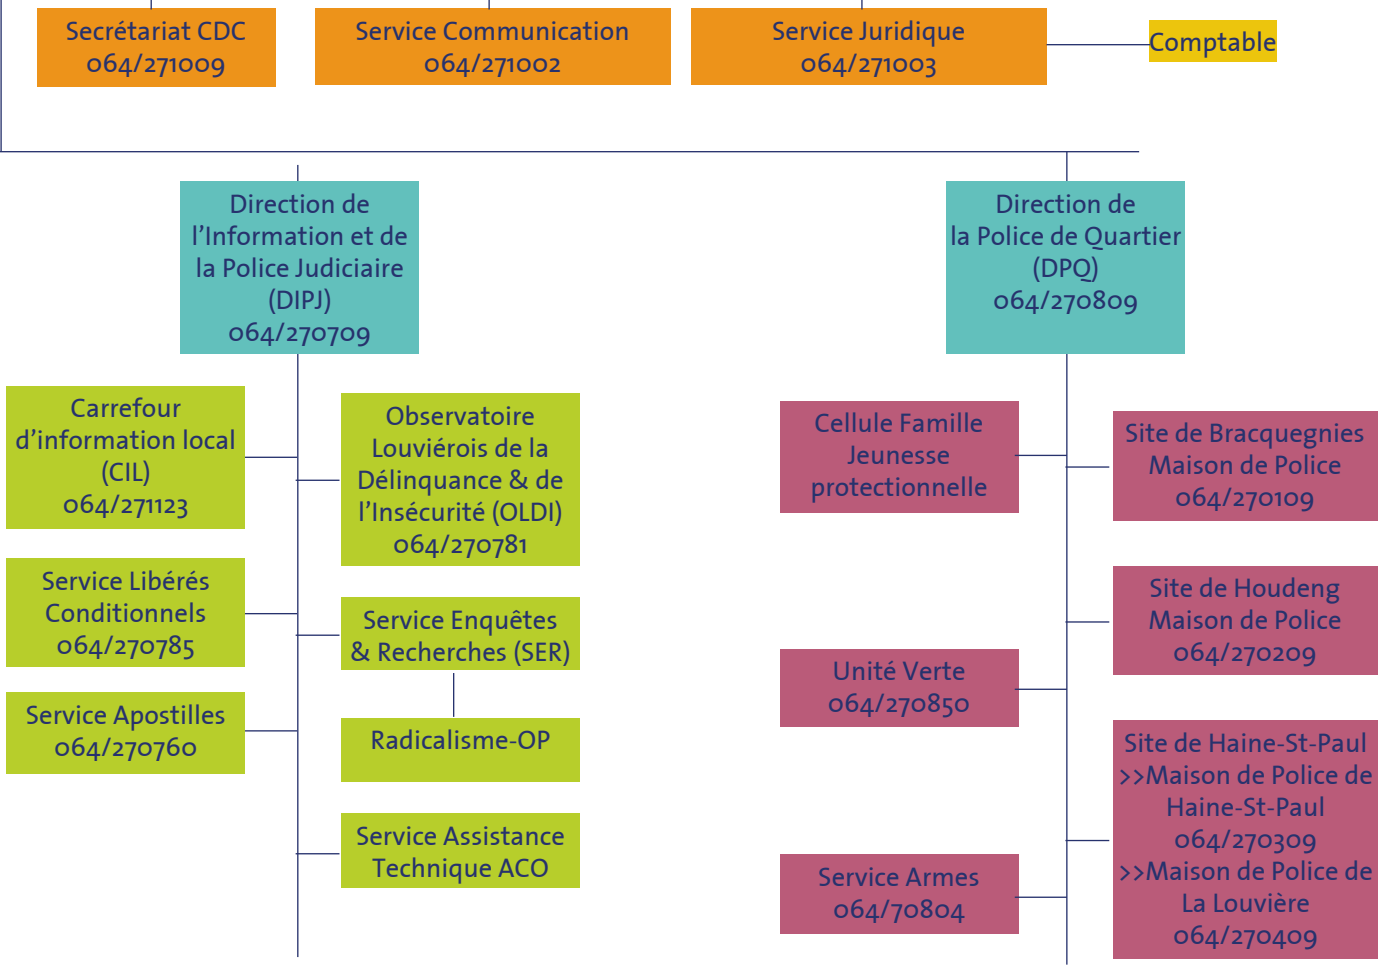 Secrétariat CDC
064/271009
Service Communication
064/271002
Service Juridique
064/271003
Comptable
Direction de
l'Information et de
la Police Judiciaire
(DIPJ)
064/270709
Direction de
la Police de Quartier
(DPQ)
064/270809
Carrefour
d'information local
(CIL)
064/271123
Observatoire
Louviérois de la
Délinquance & de
l'Insécurité (OLDI)
064/270781
Service Libérés
Conditionnels
064/270785
Service Enquêtes
& Recherches (SER)
Service Apostilles
064/270760
Radicalisme-OP
Service Assistance
Technique ACO
Cellule Famille
Jeunesse
protectionnelle
Site de Bracquegnies
Maison de Police
064/270109
Site de Houdeng
Maison de Police
064/270209
Unité Verte
064/270850
Site de Haine-St-Paul
>>Maison de Police de
Haine-St-Paul
064/270309
>>Maison de Police de
La Louvière
064/270409
Service Armes
064/70804